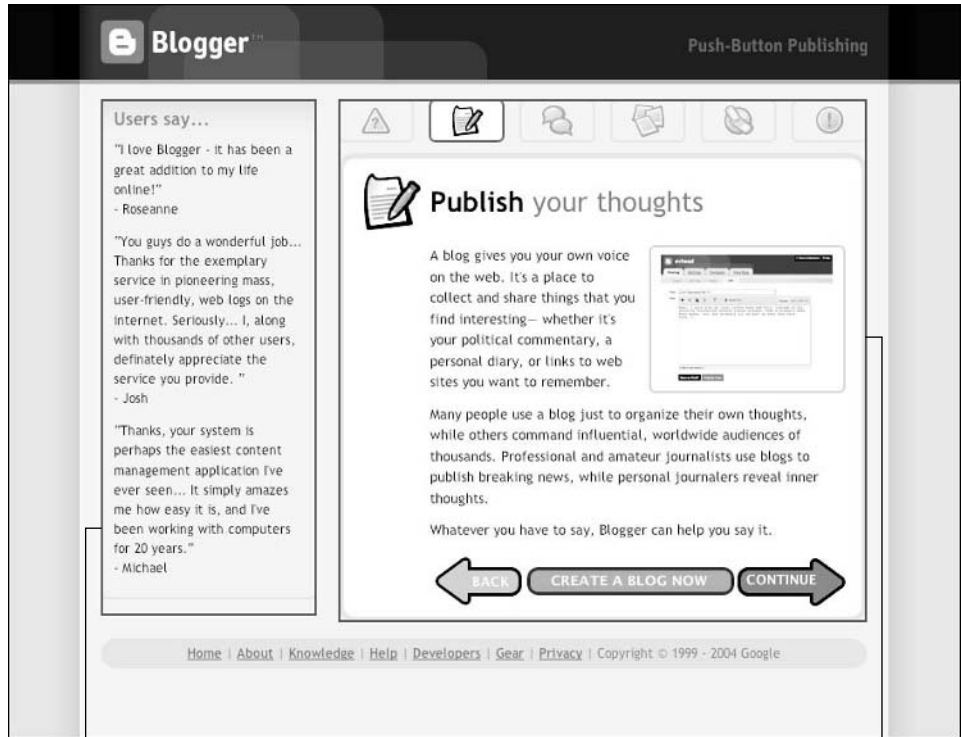 Blogger™
Push-Button Publishing
Users say...
"I love Blogger - it has been a
great addition to my life
online!"
- Roseanne
"You guys do a wonderful job...
Thanks for the exemplary
service in pioneering mass,
user-friendly, web logs on the
internet. Seriously... I, along
with thousands of other users,
definately appreciate the
service you provide. "
- Josh
"Thanks, your system is
perhaps the easiest content
management application I've
ever seen... It simply amazes
me how easy it is, and I've
been working with computers
for 20 years."
- Michael
Publish your thoughts
A blog gives you your own voice
on the web. It's a place to
collect and share things that you
find interesting— whether it's
your political commentary, a
personal diary, or links to web
sites you want to remember.
Many people use a blog just to organize their own thoughts,
while others command influential, worldwide audiences of
thousands. Professional and amateur journalists use blogs to
publish breaking news, while personal journalers reveal inner
thoughts.
Whatever you have to say, Blogger can help you say it.
BACK
CREATE A BLOG NOW
CONTINUE
Home | About | Knowledge | Help | Developers | Gear | Privacy | Copyright © 1999 - 2004 Google